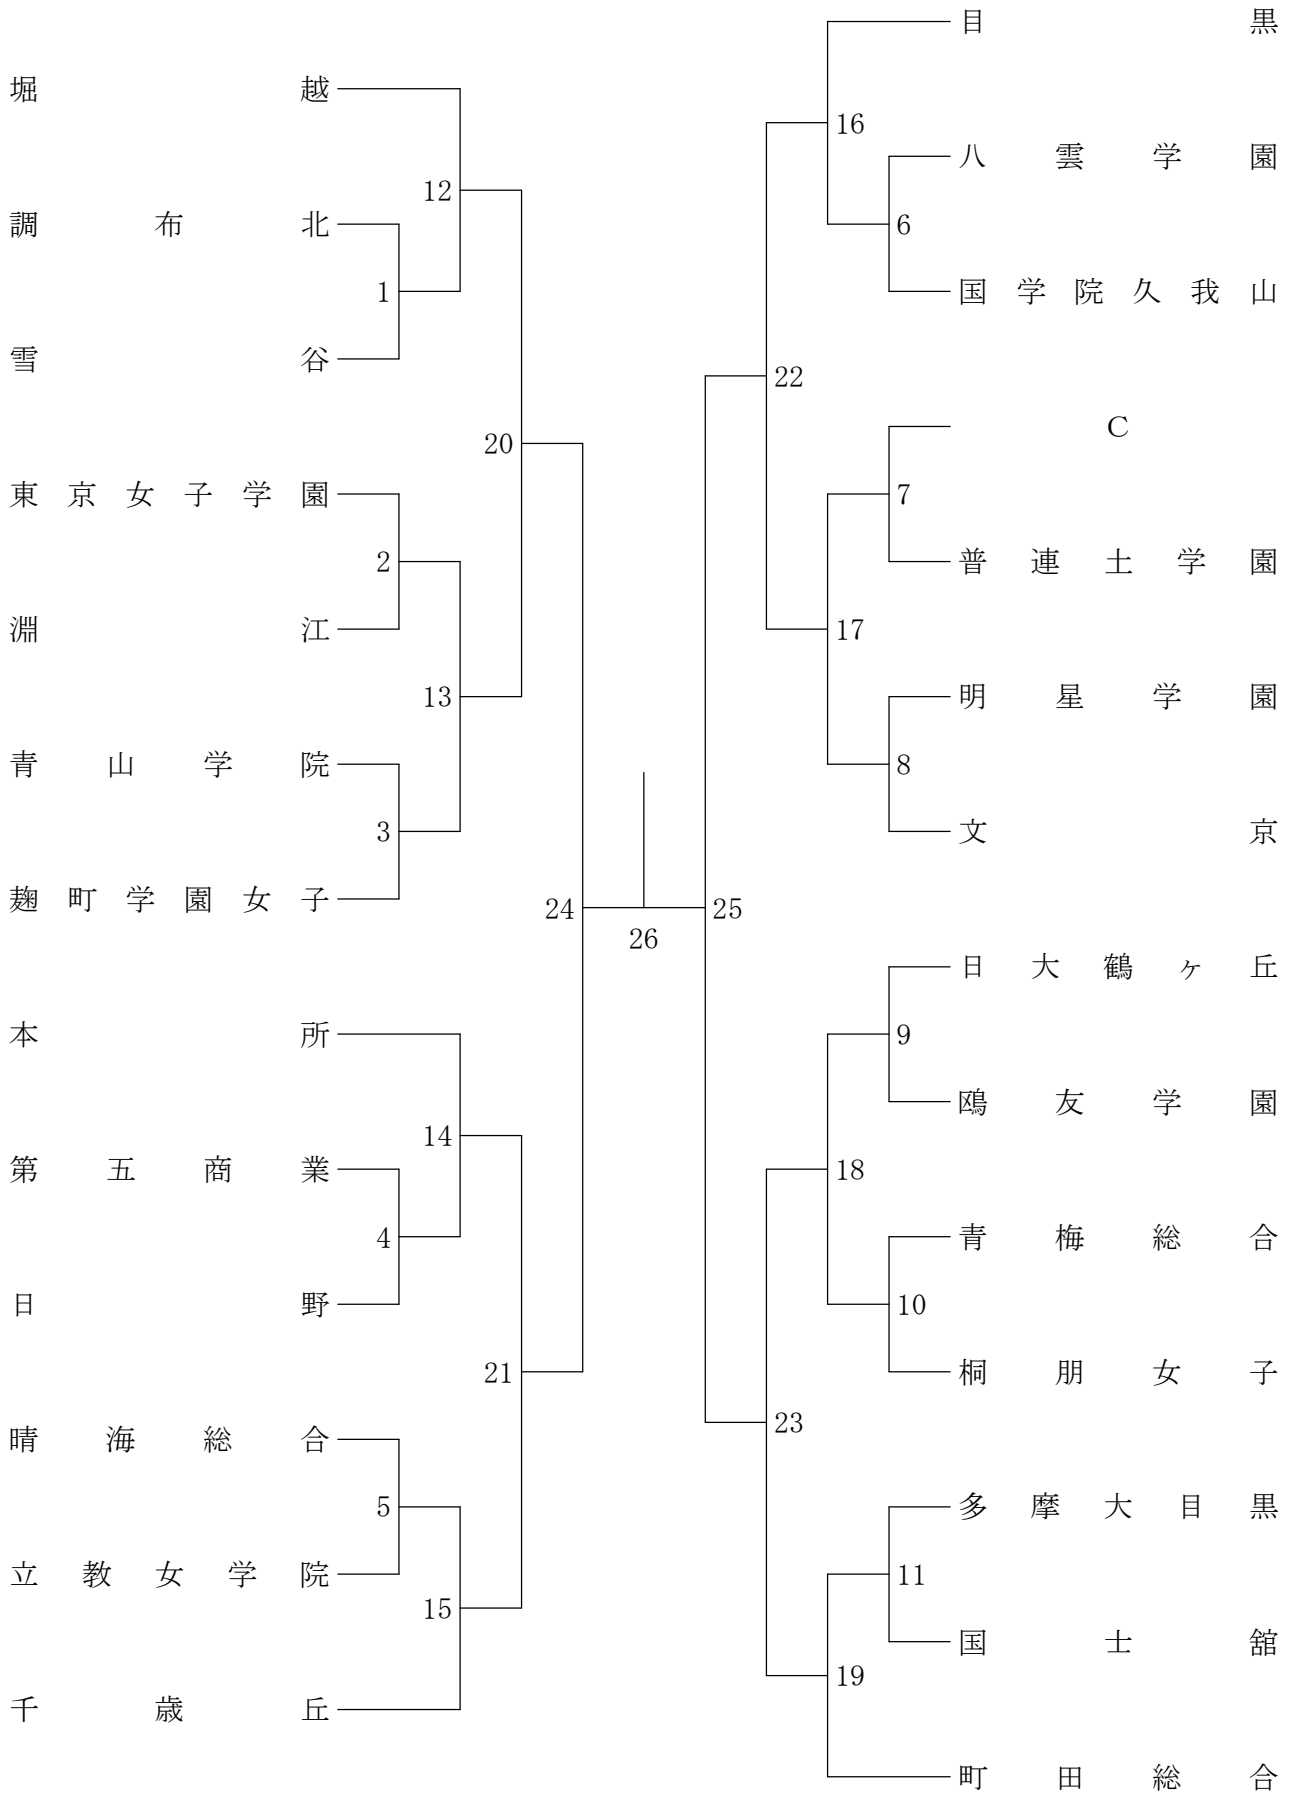 堀越
12
調布北
1
雪谷
20
東京女子学園
2
淵江
13
青山学院
3
麹町学園女子
24
本所
14
第五商業
4
日野
21
晴海総合
5
立教女学院
15
千歳丘
26
目黒
16
八雲学園
6
国学院久我山
22
C
7
普連土学園
17
明星学園
8
文京
25
日大鶴ヶ丘
9
鴎友学園
18
青梅総合
10
桐朋女子
23
多摩大目黒
11
国士舘
19
町田総合